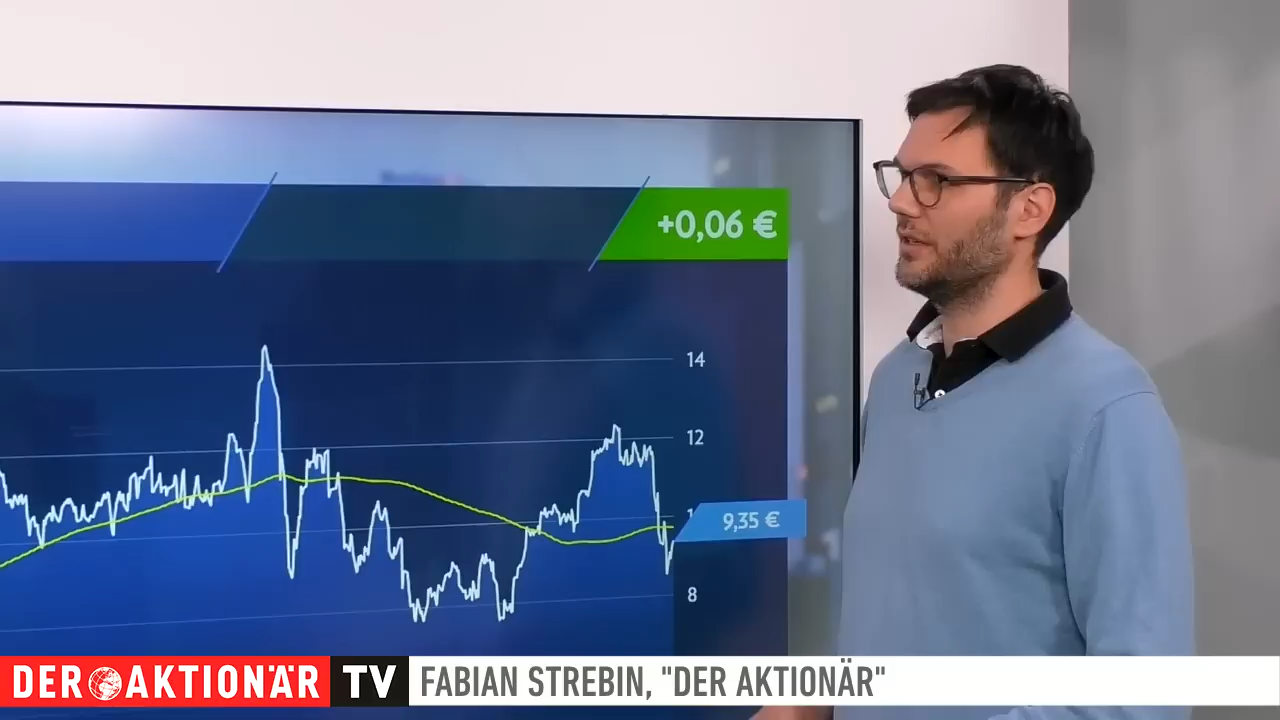 +0,06 €
14
12
9,35 €
8
DER AKTIONÄR TV
FABIAN STREBIN, "DER AKTIONÄR"